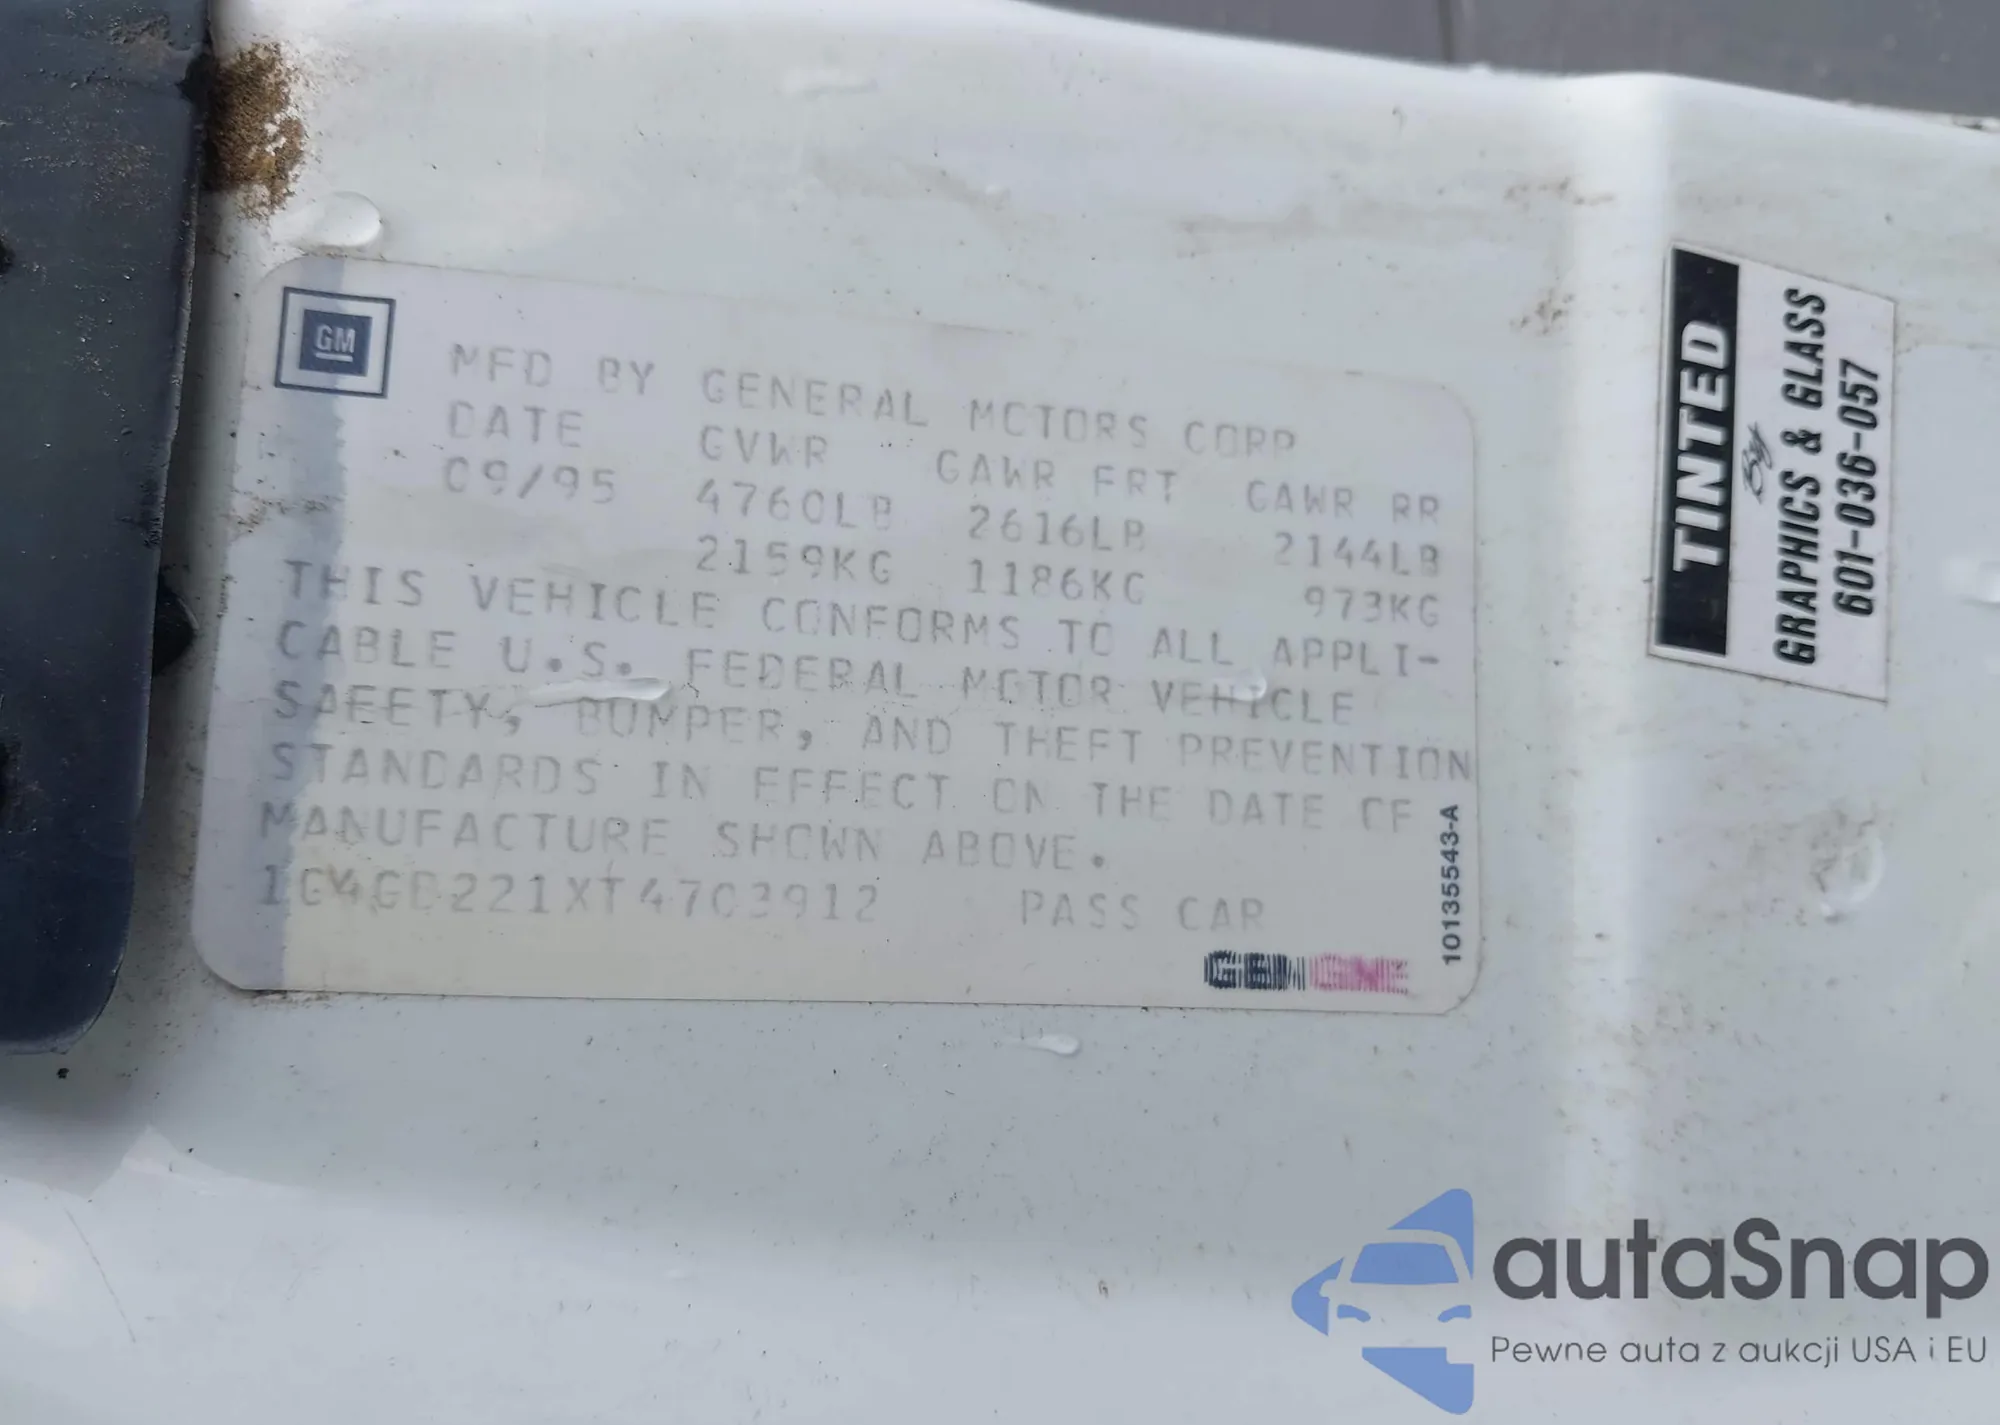 GM
MFD BY GENERAL MOTORS CORP
DATE GVWR GAWR FRT GAWR RR
09/95 4760LB 2616LB 2144LB
2159KG 1186KG 973KG
THIS VEHICLE CONFORMS TO ALL APPLI-
CABLE U.S. FEDERAL MOTOR VEHICLE
SAFETY, BUMPER, AND THEFT PREVENTION
STANDARDS IN EFFECT ON THE DATE OF
MANUFACTURE SHOWN ABOVE.
1G4GD221XT4703912 PASS CAR
10135543-A
TINTED
By
GRAPHICS & GLASS
601-036-057
autaSnap
Pewne auta z aukcji USA i EU